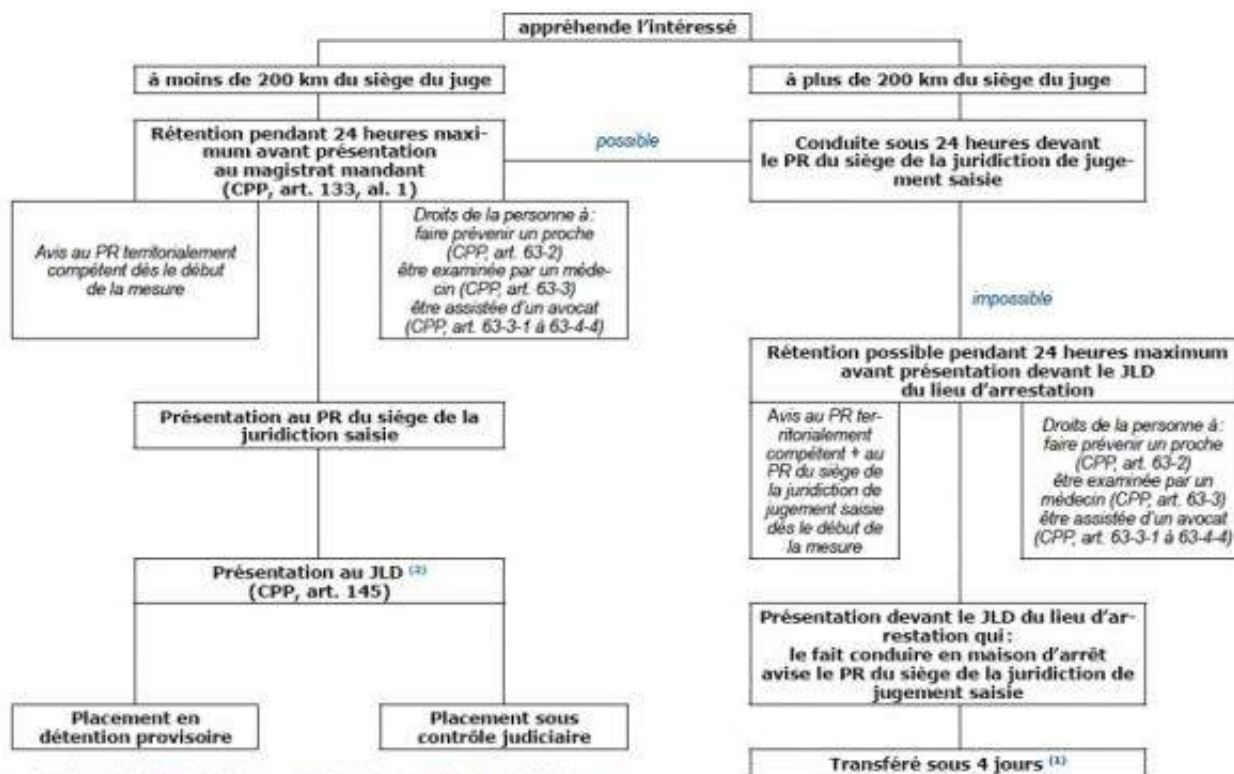 appréhende l'intéressé
à moins de 200 km du siège du juge
à plus de 200 km du siège du juge
Rétention pendant 24 heures maxi-
mum avant présentation
au magistrat mandant
(CPP, art. 133, al. 1)
possible
Conduite sous 24 heures devant
le PR du siège de la juridiction de juge-
ment saisie
Avis au PR territorialement
compétent dès le début
de la mesure
Droits de la personne à :
faire prévenir un proche
(CPP, art. 63-2)
être examinée par un méde-
cin (CPP, art. 63-3)
être assistée d'un avocat
(CPP, art. 63-3-1 à 63-4-4)
impossible
Rétention possible pendant 24 heures maximum
avant présentation devant le JLD
du lieu d'arrestation
Avis au PR ter-
ritorialement
compétent + au
PR du siège de
la juridiction de
jugement saisie
dès le début de
la mesure
Droits de la personne à :
faire prévenir un proche
(CPP, art. 63-2)
être examinée par un
médecin (CPP, art. 63-3)
être assistée d'un avocat
(CPP, art. 63-3-1 à 63-4-4)
Présentation au PR du siège de la
juridiction saisie
Présentation au JLD (2)
(CPP, art. 145)
Présentation devant le JLD du lieu d'ar-
restation qui :
le fait conduire en maison d'arrêt
avise le PR du siège de la juridiction de
jugement saisie
Placement en
détention provisoire
Placement sous
contrôle judiciaire
Transféré sous 4 jours (1)